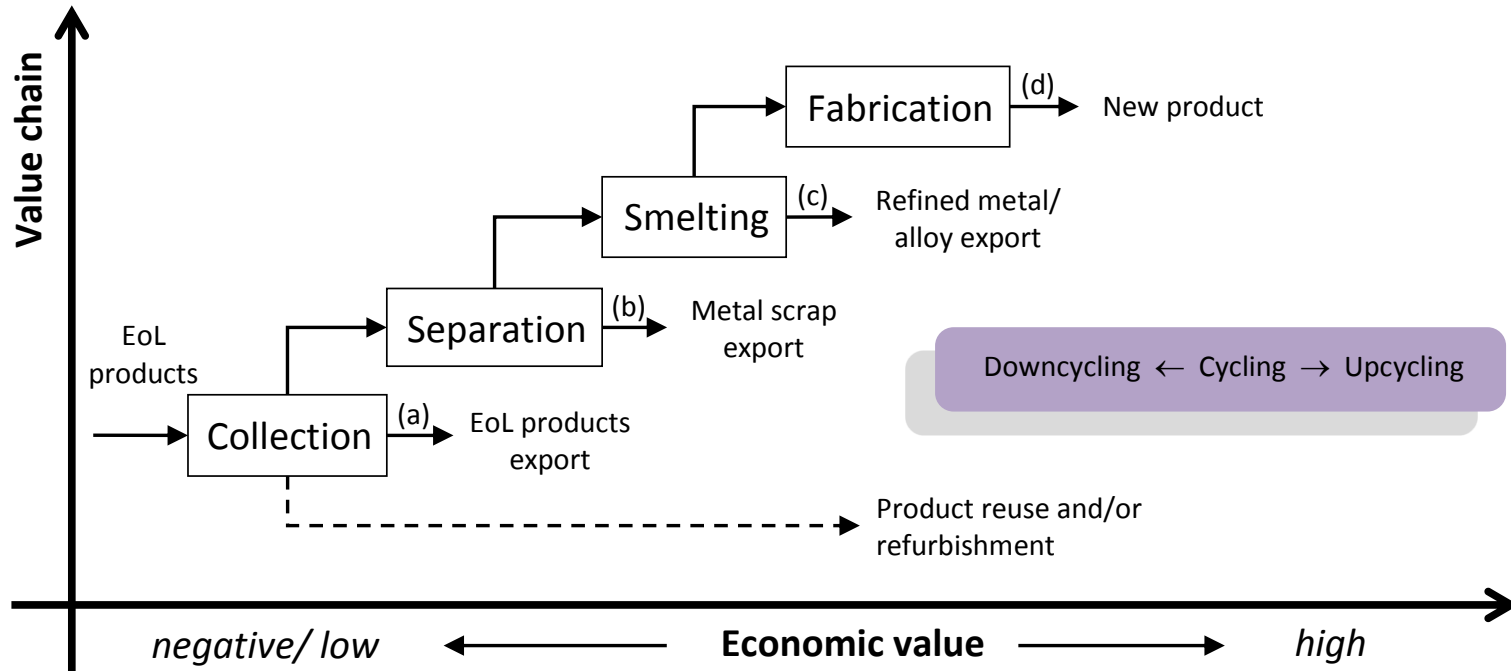 Value chain
Fabrication
(d)
New product
Smelting
(c)
Refined metal/
alloy export
Separation
(b)
Metal scrap
export
EoL
products
Collection
(a)
EoL products
export
Downcycling ← Cycling → Upcycling
Product reuse and/or
refurbishment
negative/ low
Economic value
high